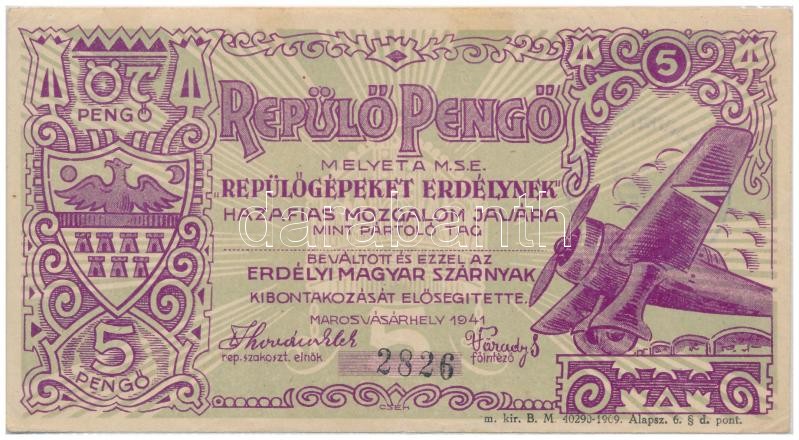 ÖT
PENGŐ
5
REPÜLŐ PENGŐ
MELYET A M.S.E.
„REPÜLŐGÉPEKET ERDÉLYNEK"
HAZAFIAS MOZGALOM JAVÁRA
MINT PÁRTOLÓ TAG
BEVÁLTOTT ÉS EZZEL AZ
ERDÉLYI MAGYAR SZÁRNYAK
KIBONTAKOZÁSÁT ELŐSEGITETTE.
MAROSVÁSÁRHELY 1941
rep. szakoszt. elnök
2826
Várady S
főintéző
5
PENGŐ
5
CSEH
m. kir. B. M. 40290-1909. Alapsz. 6. § d. pont.
darabanth